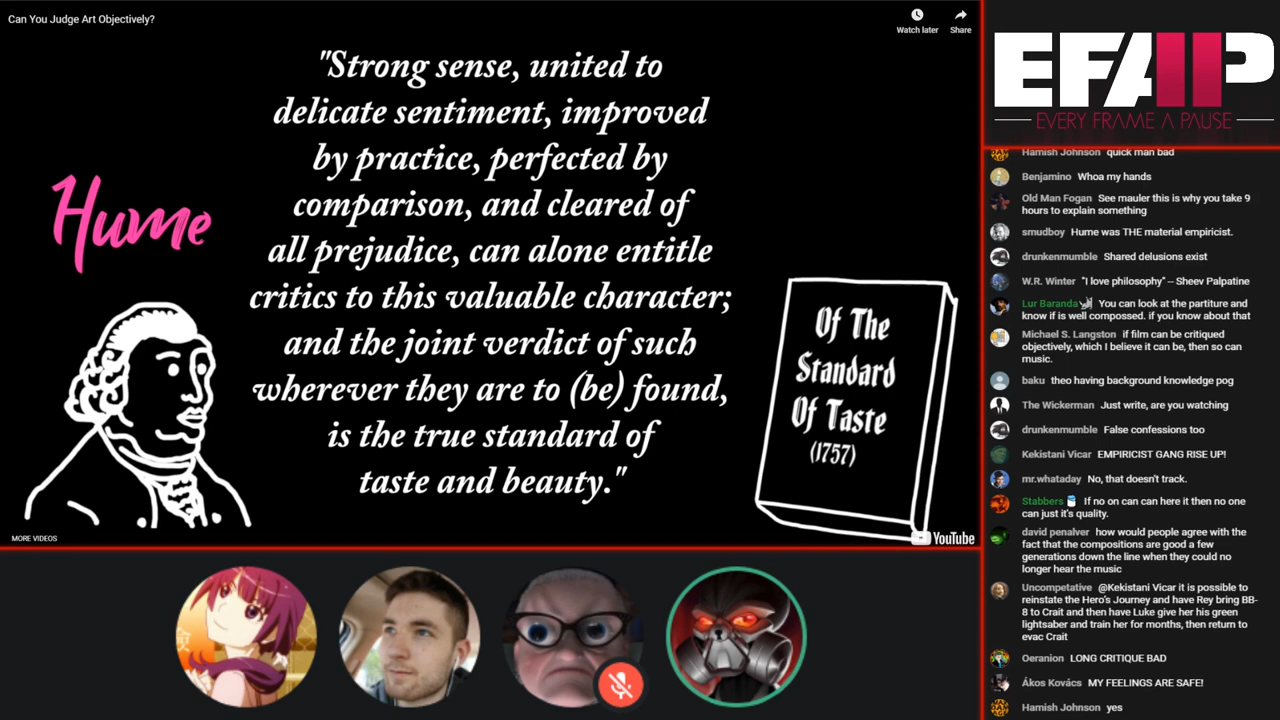 Can You Judge Art Objectively?
Watch later
Share
"Strong sense, united to
delicate sentiment, improved
by practice, perfected by
comparison, and cleared of
all prejudice, can alone entitle
critics to this valuable character;
and the joint verdict of such
wherever they are to (be) found,
is the true standard of
taste and beauty."
Hume
Of The
Standard
Of Taste
(1757)
MORE VIDEOS
YouTube
EFAP
EVERY FRAME A PAUSE
Hamish Johnson quick man bad
Benjamino Whoa my hands
Old Man Fogan See mauler this is why you take 9
hours to explain something
smudboy Hume was THE material empiricist.
drunkenmumble Shared delusions exist
W.R. Winter "I love philosophy" -- Sheev Palpatine
Lur Baranda You can look at the partiture and
know if is well compossed. if you know about that
Michael S. Langston if film can be critiqued
objectively, which I believe it can be, then so can
music.
baku theo having background knowledge pog
The Wickerman Just write, are you watching
drunkenmumble False confessions too
Kekistani Vicar EMPIRICIST GANG RISE UP!
mr.whataday No, that doesn't track.
Stabbers If no on can can here it then no one
can just it's quality.
david penalver how would people agree with the
fact that the compositions are good a few
generations down the line when they could no
longer hear the music
Uncompetative @Kekistani Vicar it is possible to
reinstate the Hero's Journey and have Rey bring BB-
8 to Crait and then have Luke give her his green
lightsaber and train her for months, then return to
evac Crait
Oeranion LONG CRITIQUE BAD
Ákos Kovács MY FEELINGS ARE SAFE!
Hamish Johnson yes